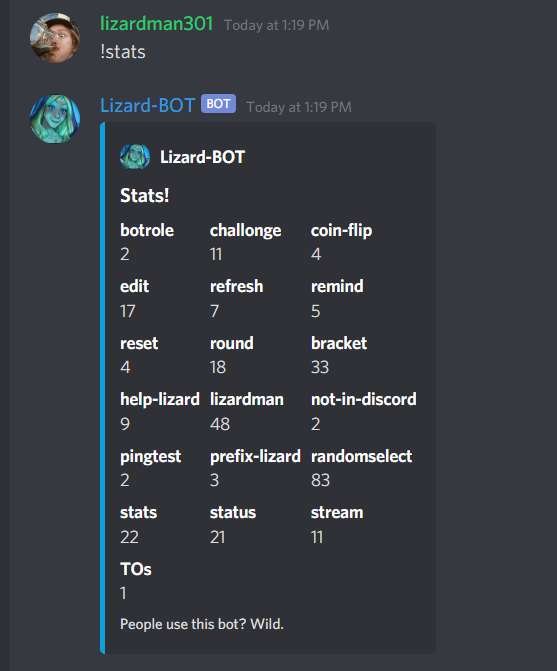 lizardman301 Today at 1:19 PM
!stats
Lizard-BOT BOT Today at 1:19 PM
Lizard-BOT
Stats!
botrole challonge coin-flip
2 11 4
edit refresh remind
17 7 5
reset round bracket
4 18 33
help-lizard lizardman not-in-discord
9 48 2
pingtest prefix-lizard randomselect
2 3 83
stats status stream
22 21 11
TOs
1
People use this bot? Wild.